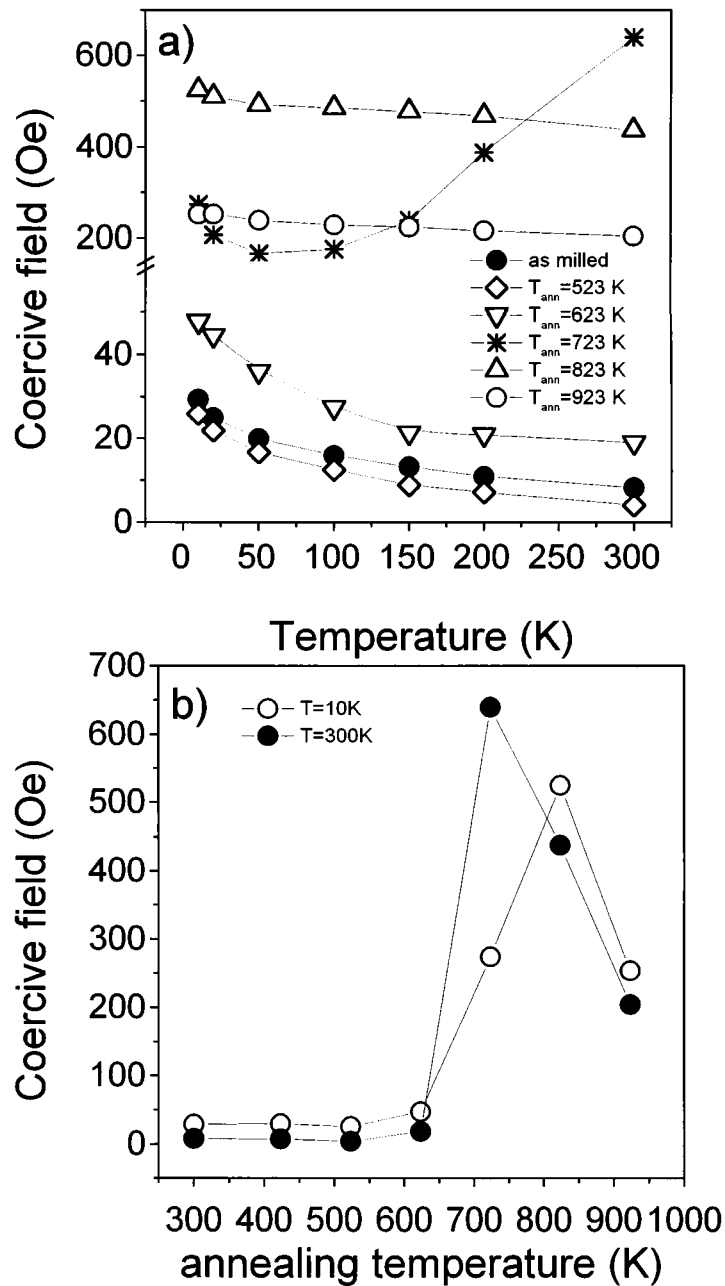 a)
600
400
200
40
20
0
Coercive field (Oe)
as milled
T_ann=523 K
T_ann=623 K
T_ann=723 K
T_ann=823 K
T_ann=923 K
0 50 100 150 200 250 300
Temperature (K)
b)
T=10K
T=300K
700
600
500
400
300
200
100
0
Coercive field (Oe)
300 400 500 600 700 800 900 1000
annealing temperature (K)